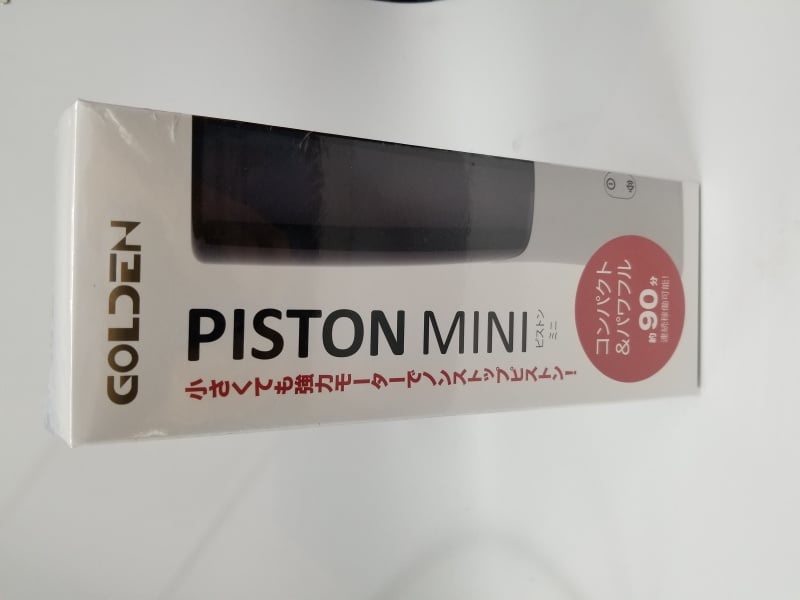 GOLDEN
PISTON MINI
ピストン
ミニ
小さくても強力モーターでノンストップピストン!
コンパクト
&パワフル
約90分
連続稼働可能!